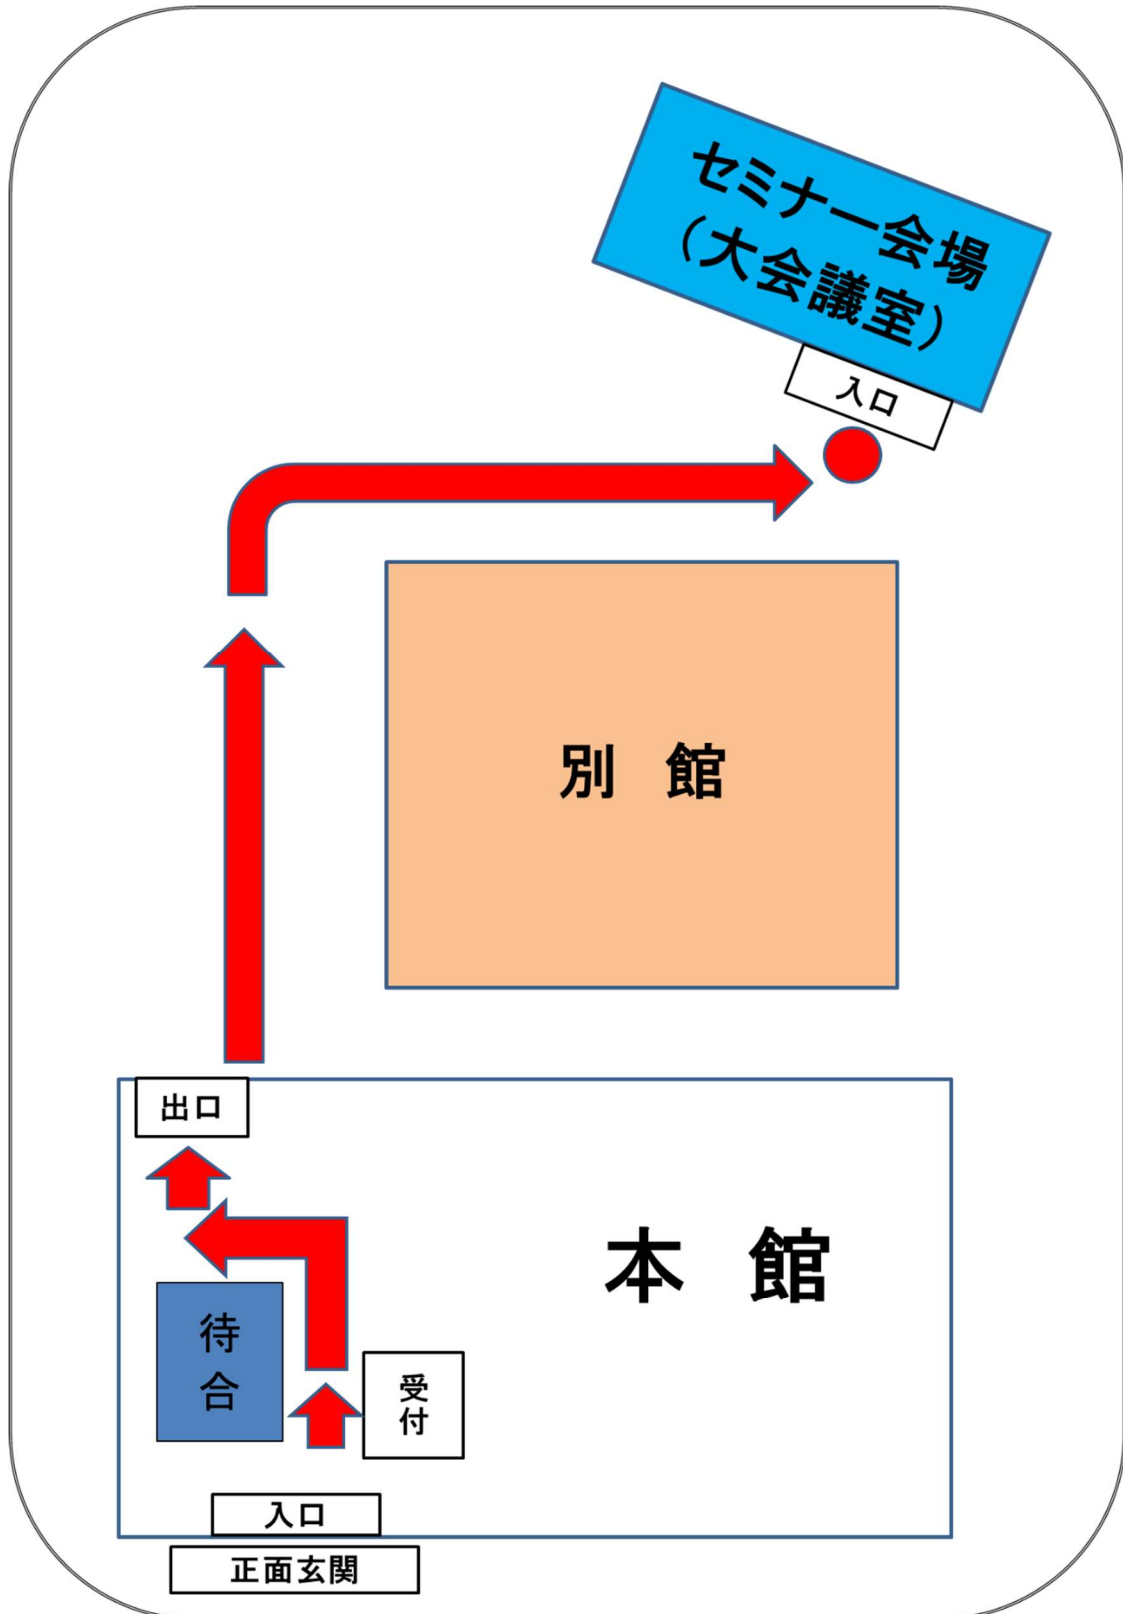 セミナー会場
（大会議室）
入口
別 館
出口
本 館
待
合
受
付
入口
正面玄関